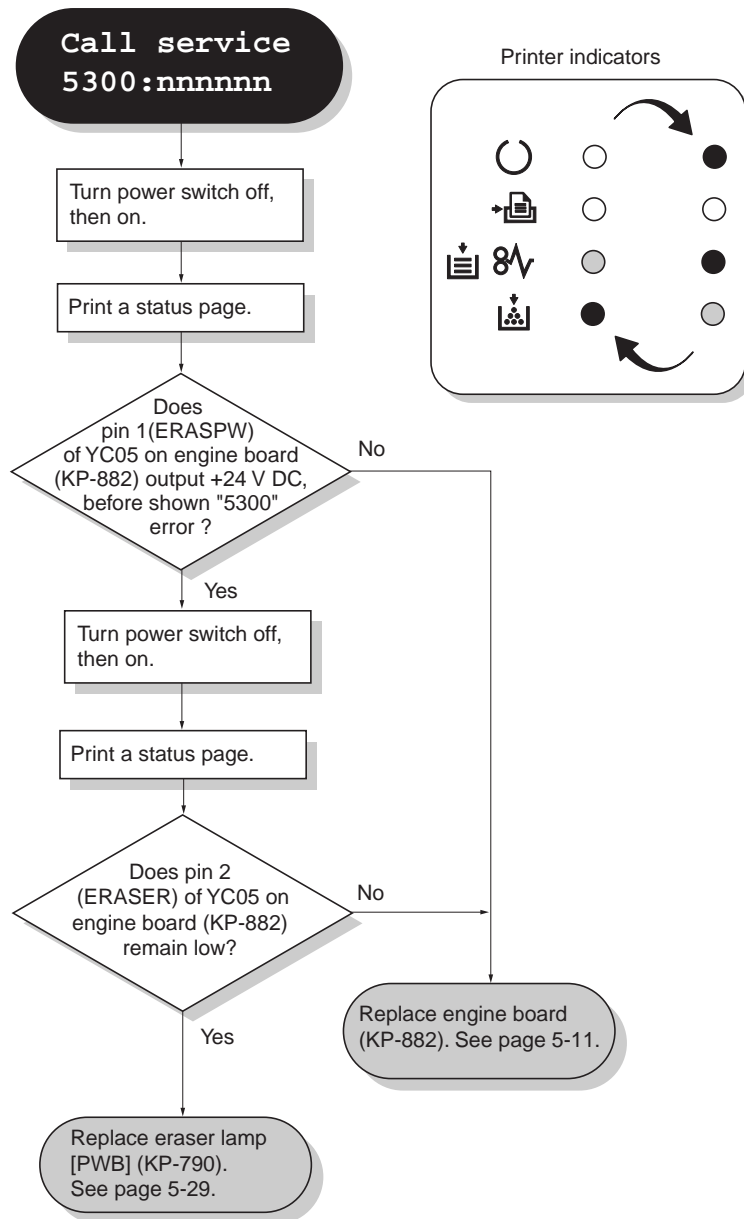 Call service
5300:nnnnnn
Printer indicators
Turn power switch off,
then on.
Print a status page.
Does
pin 1(ERASPW)
of YC05 on engine board
(KP-882) output +24 V DC,
before shown "5300"
error ?
No
Yes
Turn power switch off,
then on.
Print a status page.
Does pin 2
(ERASER) of YC05 on
engine board (KP-882)
remain low?
No
Yes
Replace engine board
(KP-882). See page 5-11.
Replace eraser lamp
[PWB] (KP-790).
See page 5-29.